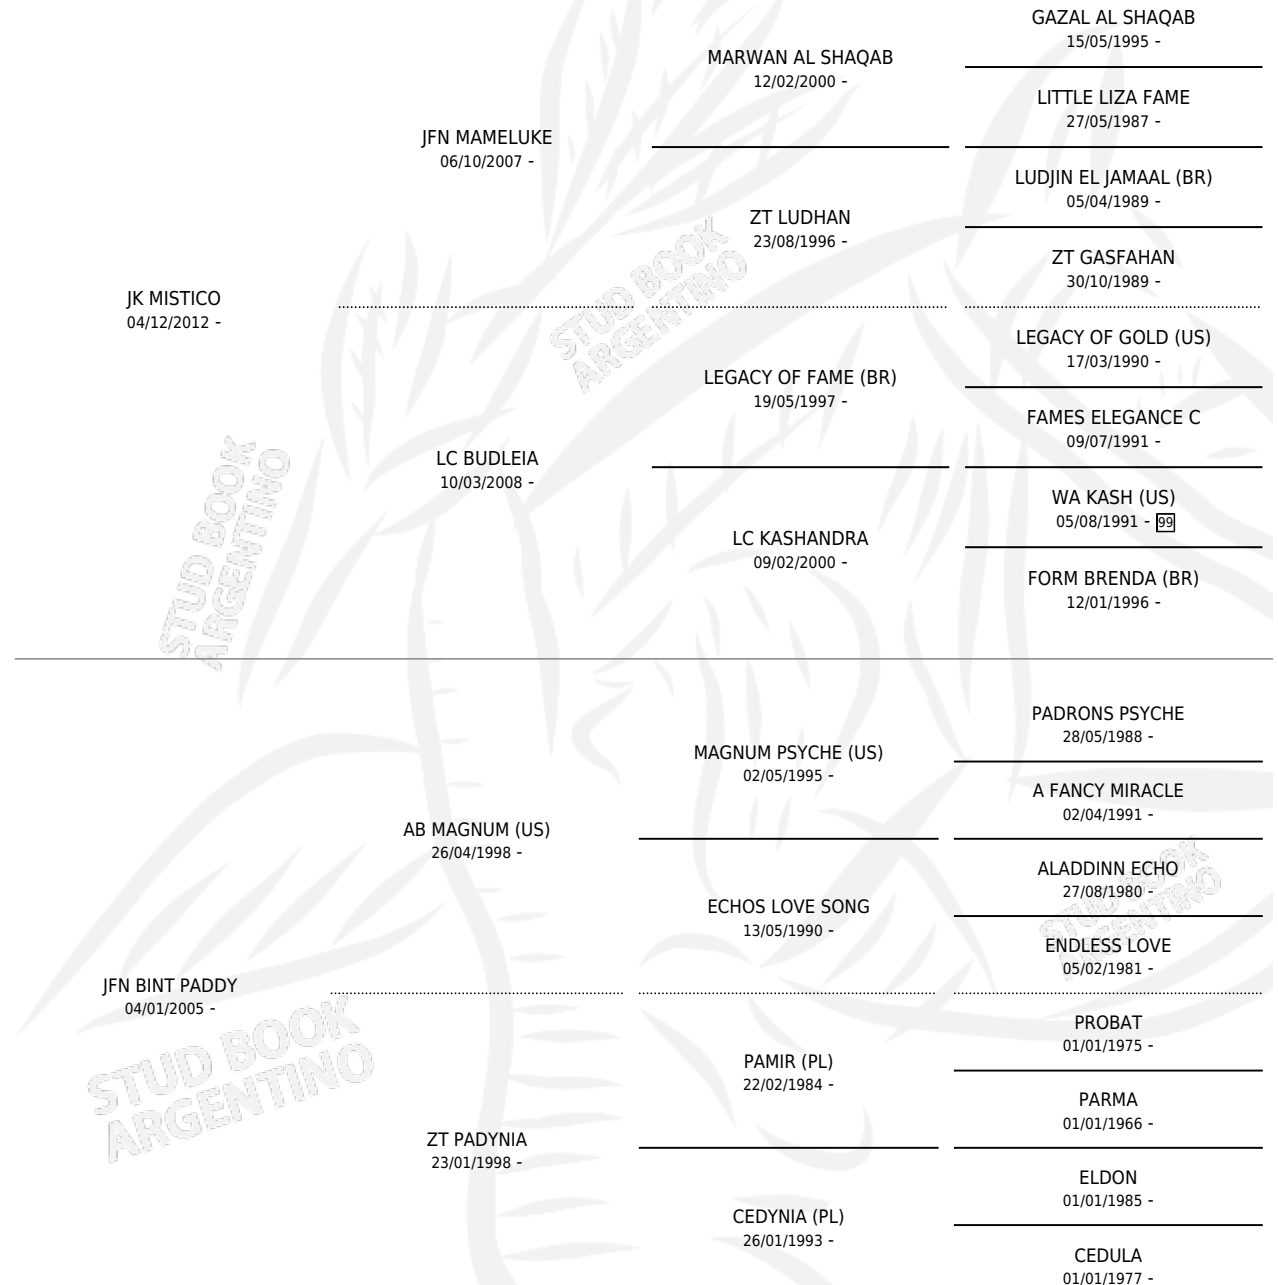 GAZAL AL SHAQAB
15/05/1995 -
MARWAN AL SHAQAB
12/02/2000 -
LITTLE LIZA FAME
27/05/1987 -
JFN MAMELUKE
06/10/2007 -
LUDJIN EL JAMAAL (BR)
05/04/1989 -
ZT LUDHAN
23/08/1996 -
ZT GASFAHAN
30/10/1989 -
JK MISTICO
04/12/2012 -
LEGACY OF GOLD (US)
17/03/1990 -
LEGACY OF FAME (BR)
19/05/1997 -
FAMES ELEGANCE C
09/07/1991 -
LC BUDLEIA
10/03/2008 -
WA KASH (US)
05/08/1991 - 99
LC KASHANDRA
09/02/2000 -
FORM BRENDA (BR)
12/01/1996 -
PADRONS PSYCHE
28/05/1988 -
MAGNUM PSYCHE (US)
02/05/1995 -
A FANCY MIRACLE
02/04/1991 -
AB MAGNUM (US)
26/04/1998 -
ALADDINN ECHO
27/08/1980 -
ECHOS LOVE SONG
13/05/1990 -
ENDLESS LOVE
05/02/1981 -
JFN BINT PADDY
04/01/2005 -
PROBAT
01/01/1975 -
PAMIR (PL)
22/02/1984 -
PARMA
01/01/1966 -
ZT PADYNIA
23/01/1998 -
ELDON
01/01/1985 -
CEDYNIA (PL)
26/01/1993 -
CEDULA
01/01/1977 -
STUD BOOK
ARGENTINO
STUD BOOK
ARGENTINO
STUD BOOK
ARGENTINO
STUD BOOK
ARGENTINO